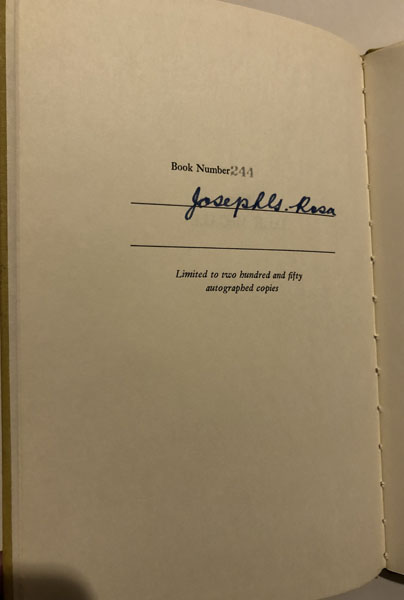 Book Number 244
Joseph G. Rosa
Limited to two hundred and fifty
autographed copies